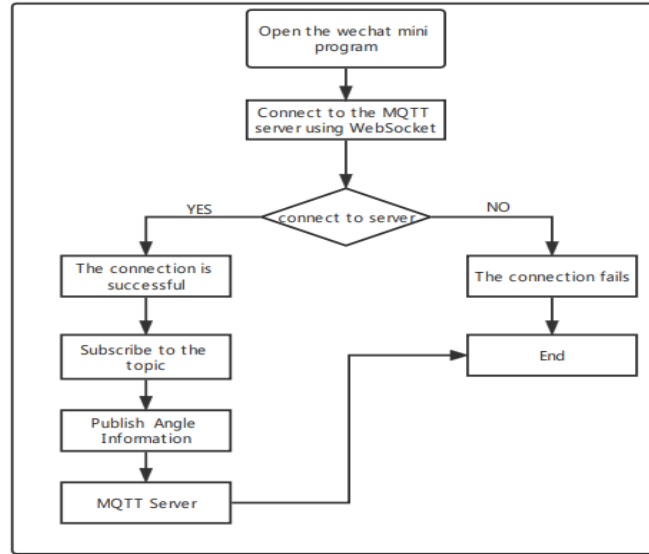 Open the wechat mini
program
Connect to the MQTT
server using WebSocket
connect to server
YES
NO
The connection is
successful
The connection fails
Subscribe to the
topic
End
Publish Angle
Information
MQTT Server